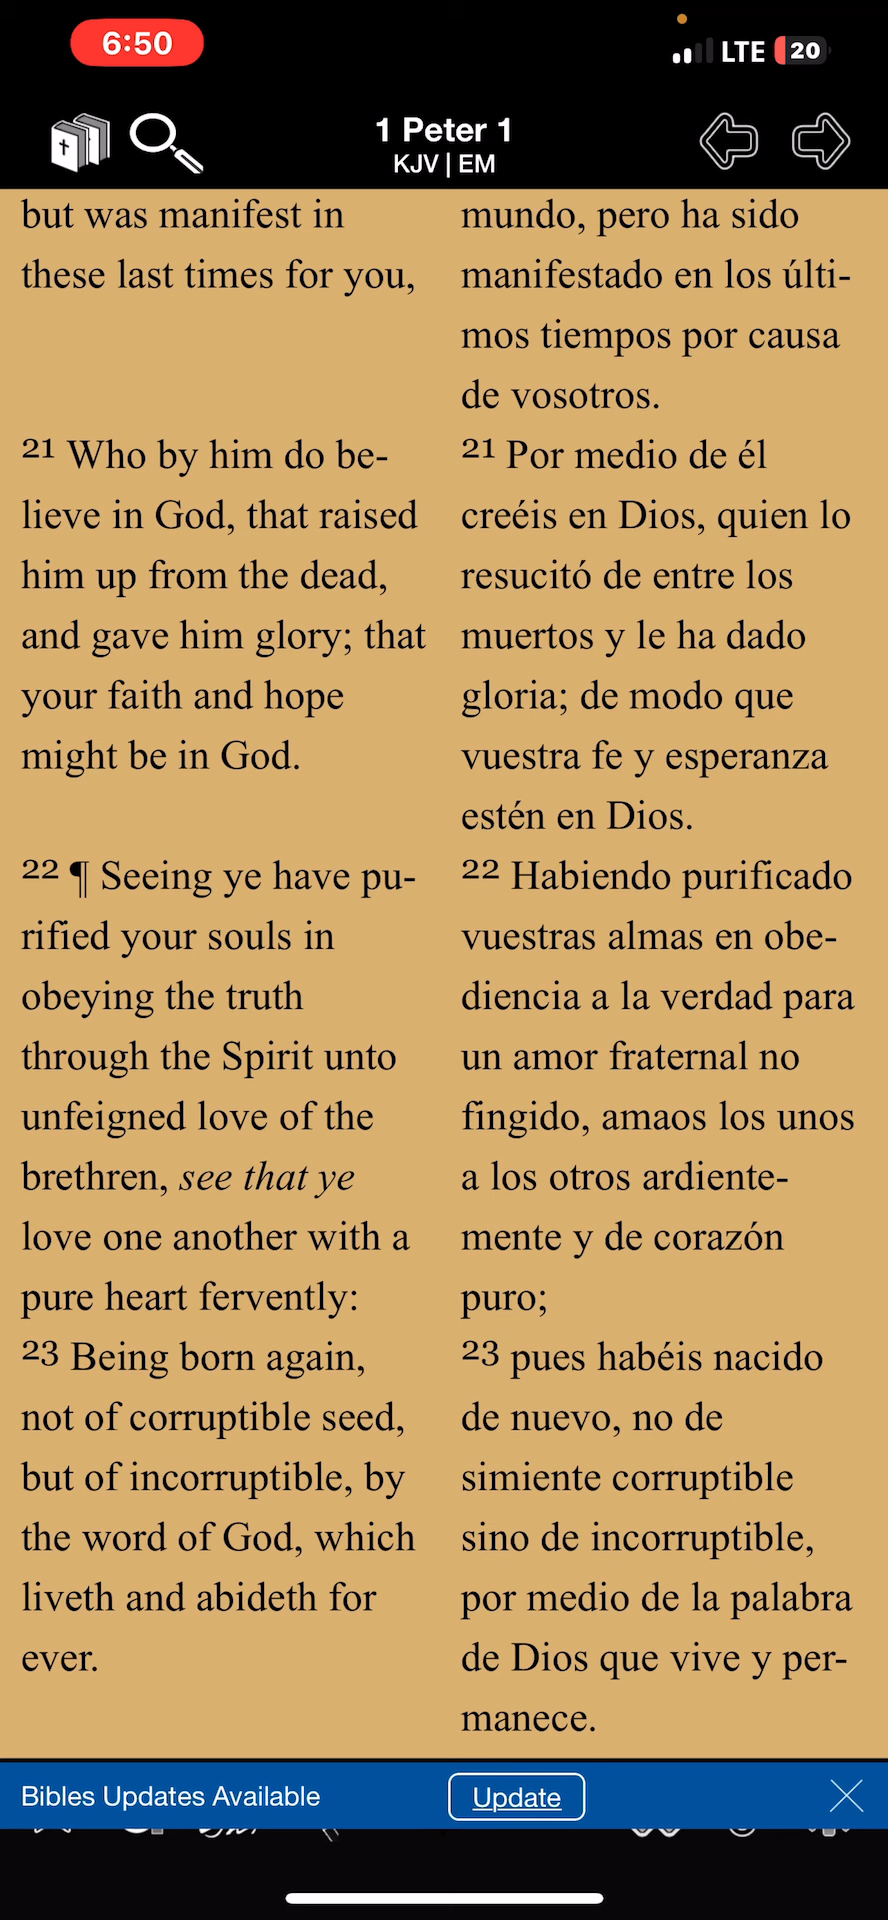 6:50
LTE 20
1 Peter 1
KJV | EM
but was manifest in
these last times for you,
21 Who by him do be-
lieve in God, that raised
him up from the dead,
and gave him glory; that
your faith and hope
might be in God.
22 ¶ Seeing ye have pu-
rified your souls in
obeying the truth
through the Spirit unto
unfeigned love of the
brethren, see that ye
love one another with a
pure heart fervently:
23 Being born again,
not of corruptible seed,
but of incorruptible, by
the word of God, which
liveth and abideth for
ever.
mundo, pero ha sido
manifestado en los últi-
mos tiempos por causa
de vosotros.
21 Por medio de él
creéis en Dios, quien lo
resucitó de entre los
muertos y le ha dado
gloria; de modo que
vuestra fe y esperanza
estén en Dios.
22 Habiendo purificado
vuestras almas en obe-
diencia a la verdad para
un amor fraternal no
fingido, amaos los unos
a los otros ardiente-
mente y de corazón
puro;
23 pues habéis nacido
de nuevo, no de
simiente corruptible
sino de incorruptible,
por medio de la palabra
de Dios que vive y per-
manece.
Bibles Updates Available
Update